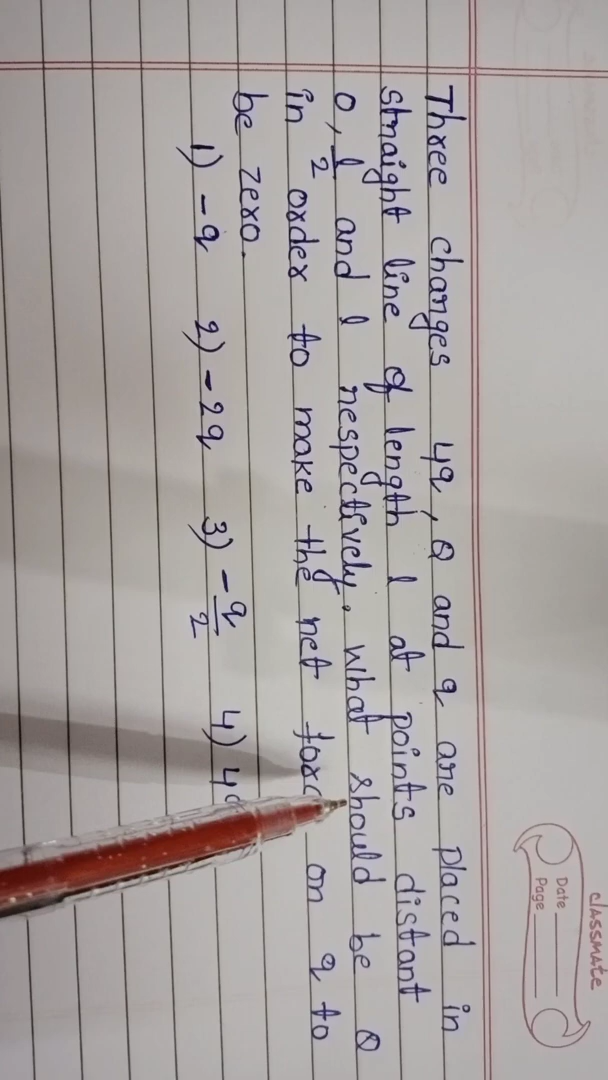 classmate
Date
Page
Three charges 4q, Q and q are placed in
straight line of length l at points distant
0, l/2 and l respectively. What should be Q
in order to make the net forc on q to
be zero.
1) -q 2) -2q 3) -q/2 4) 4